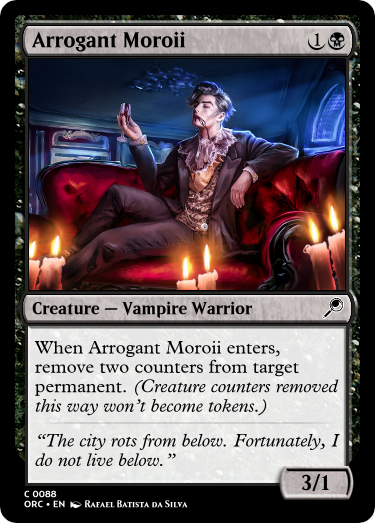 Arrogant Moroii 1
Creature — Vampire Warrior
When Arrogant Moroii enters,
remove two counters from target
permanent. (Creature counters removed
this way won't become tokens.)
“The city rots from below. Fortunately, I
do not live below.”
3/1
C 0088
ORC • EN Rafael Batista da Silva